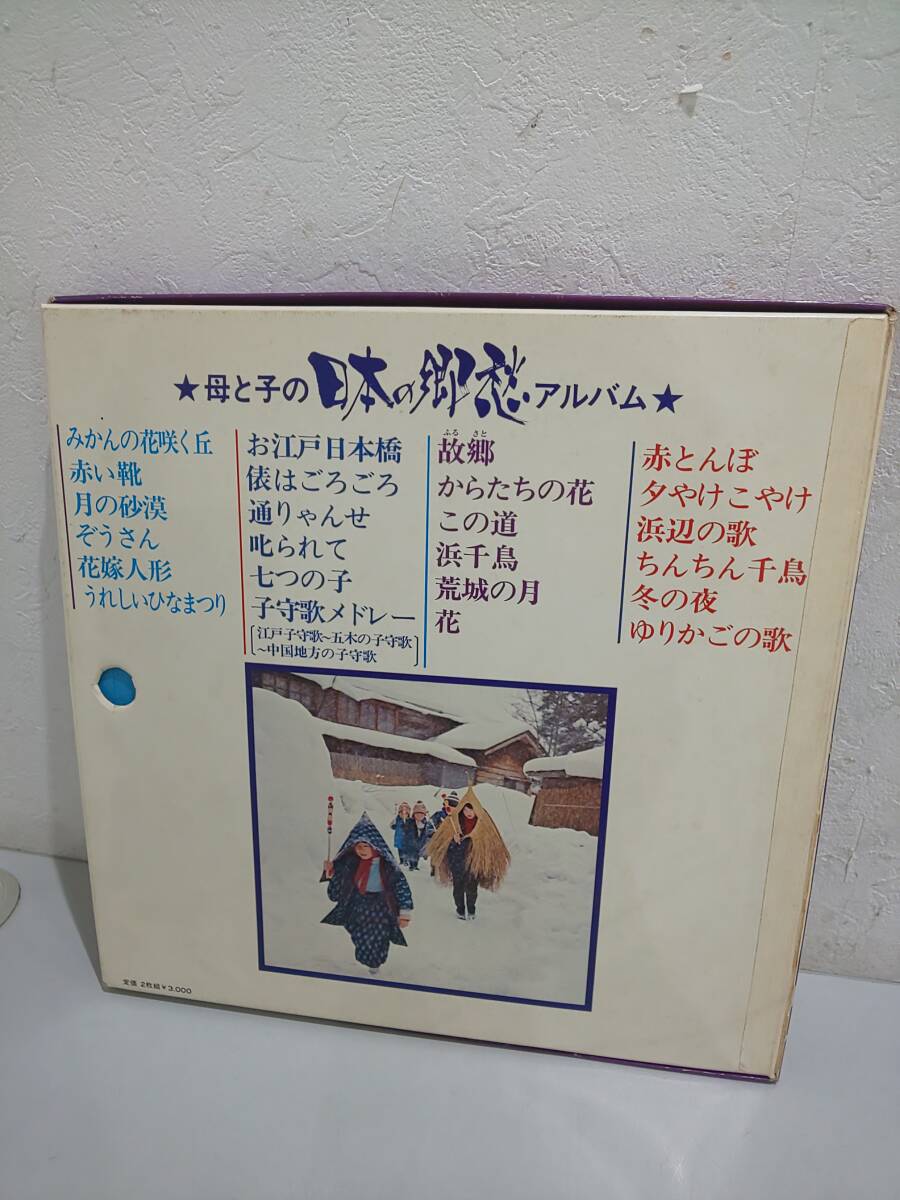 ★母と子の日本の郷愁アルバム★
みかんの花咲く丘
赤い靴
月の砂漠
ぞうさん
花嫁人形
うれしいひなまつり
お江戸日本橋
俵はごろごろ
通りゃんせ
叱られて
七つの子
子守歌メドレー
[江戸子守歌~五木の子守歌
~中国地方の子守歌]
ふる さと
故郷
からたちの花
この道
浜千鳥
荒城の月
花
赤とんぼ
夕やけこやけ
浜辺の歌
ちんちん千鳥
冬の夜
ゆりかごの歌
定価 2枚組¥3,000